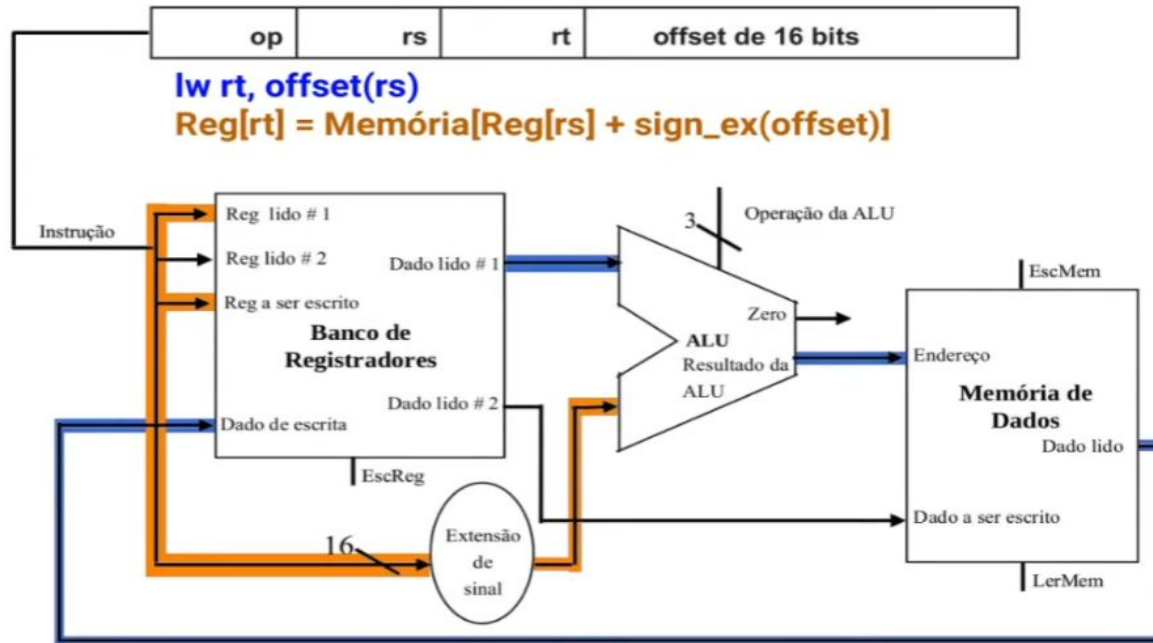 op rs rt offset de 16 bits
lw rt, offset(rs)
Reg[rt] = Memória[Reg[rs] + sign_ex(offset)]
Instrução
Reg lido # 1
Reg lido # 2
Reg a ser escrito
Banco de
Registradores
Dado lido # 1
Dado lido # 2
Dado de escrita
EscReg
16
Extensão
de
sinal
3
Operação da ALU
Zero
ALU
Resultado da
ALU
EscMem
Endereço
Memória de
Dados
Dado lido
Dado a ser escrito
LerMem